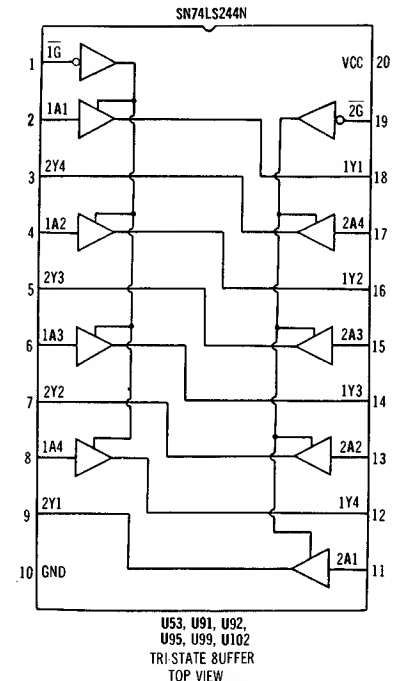 SN74LS244N
1 1G
VCC 20
2 1A1
2G 19
3 2Y4
1Y1 18
4 1A2
2A4 17
5 2Y3
1Y2 16
6 1A3
2A3 15
7 2Y2
1Y3 14
8 1A4
2A2 13
9 2Y1
1Y4 12
10 GND
2A1 11
U53, U91, U92,
U95, U99, U102
TRI-STATE BUFFER
TOP VIEW